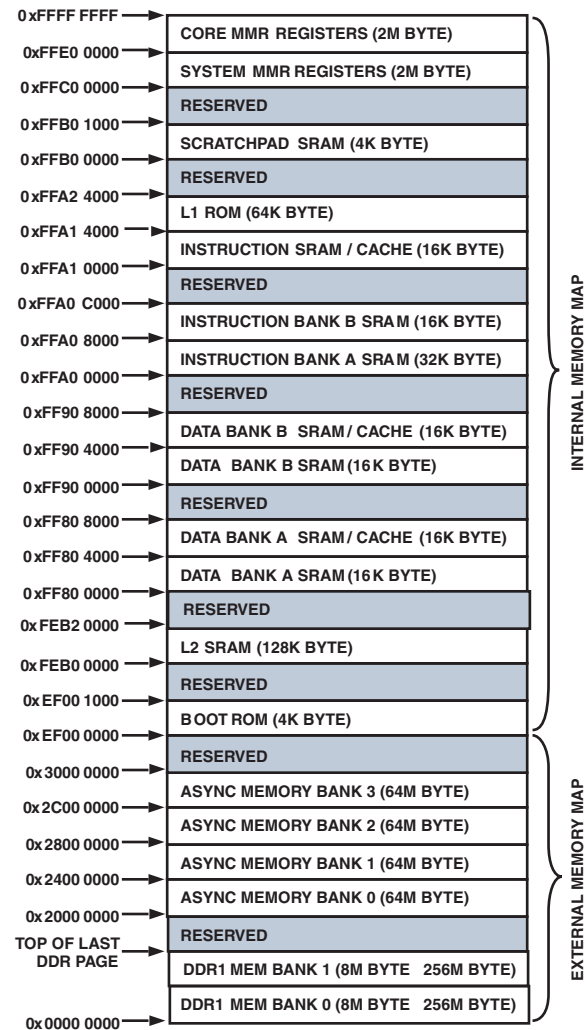 0xFFFF FFFF
CORE MMR REGISTERS (2M BYTE)
0xFFE0 0000
SYSTEM MMR REGISTERS (2M BYTE)
0xFFC0 0000
RESERVED
0xFFB0 1000
SCRATCHPAD SRAM (4K BYTE)
0xFFB0 0000
RESERVED
0xFFA2 4000
L1 ROM (64K BYTE)
0xFFA1 4000
INSTRUCTION SRAM / CACHE (16K BYTE)
0xFFA1 0000
RESERVED
0xFFA0 C000
INSTRUCTION BANK B SRAM (16K BYTE)
0xFFA0 8000
INSTRUCTION BANK A SRAM (32K BYTE)
0xFFA0 0000
RESERVED
0xFF90 8000
DATA BANK B SRAM / CACHE (16K BYTE)
0xFF90 4000
DATA BANK B SRAM (16K BYTE)
0xFF90 0000
RESERVED
0xFF80 8000
DATA BANK A SRAM / CACHE (16K BYTE)
0xFF80 4000
DATA BANK A SRAM (16K BYTE)
0xFF80 0000
RESERVED
0xFEB2 0000
L2 SRAM (128K BYTE)
0xFEB0 0000
RESERVED
0xEF00 1000
BOOT ROM (4K BYTE)
0xEF00 0000
RESERVED
0x3000 0000
ASYNC MEMORY BANK 3 (64M BYTE)
0x2C00 0000
ASYNC MEMORY BANK 2 (64M BYTE)
0x2800 0000
ASYNC MEMORY BANK 1 (64M BYTE)
0x2400 0000
ASYNC MEMORY BANK 0 (64M BYTE)
0x2000 0000
RESERVED
TOP OF LAST
DDR PAGE
DDR1 MEM BANK 1 (8M BYTE 256M BYTE)
DDR1 MEM BANK 0 (8M BYTE 256M BYTE)
0x0000 0000
INTERNAL MEMORY MAP
EXTERNAL MEMORY MAP